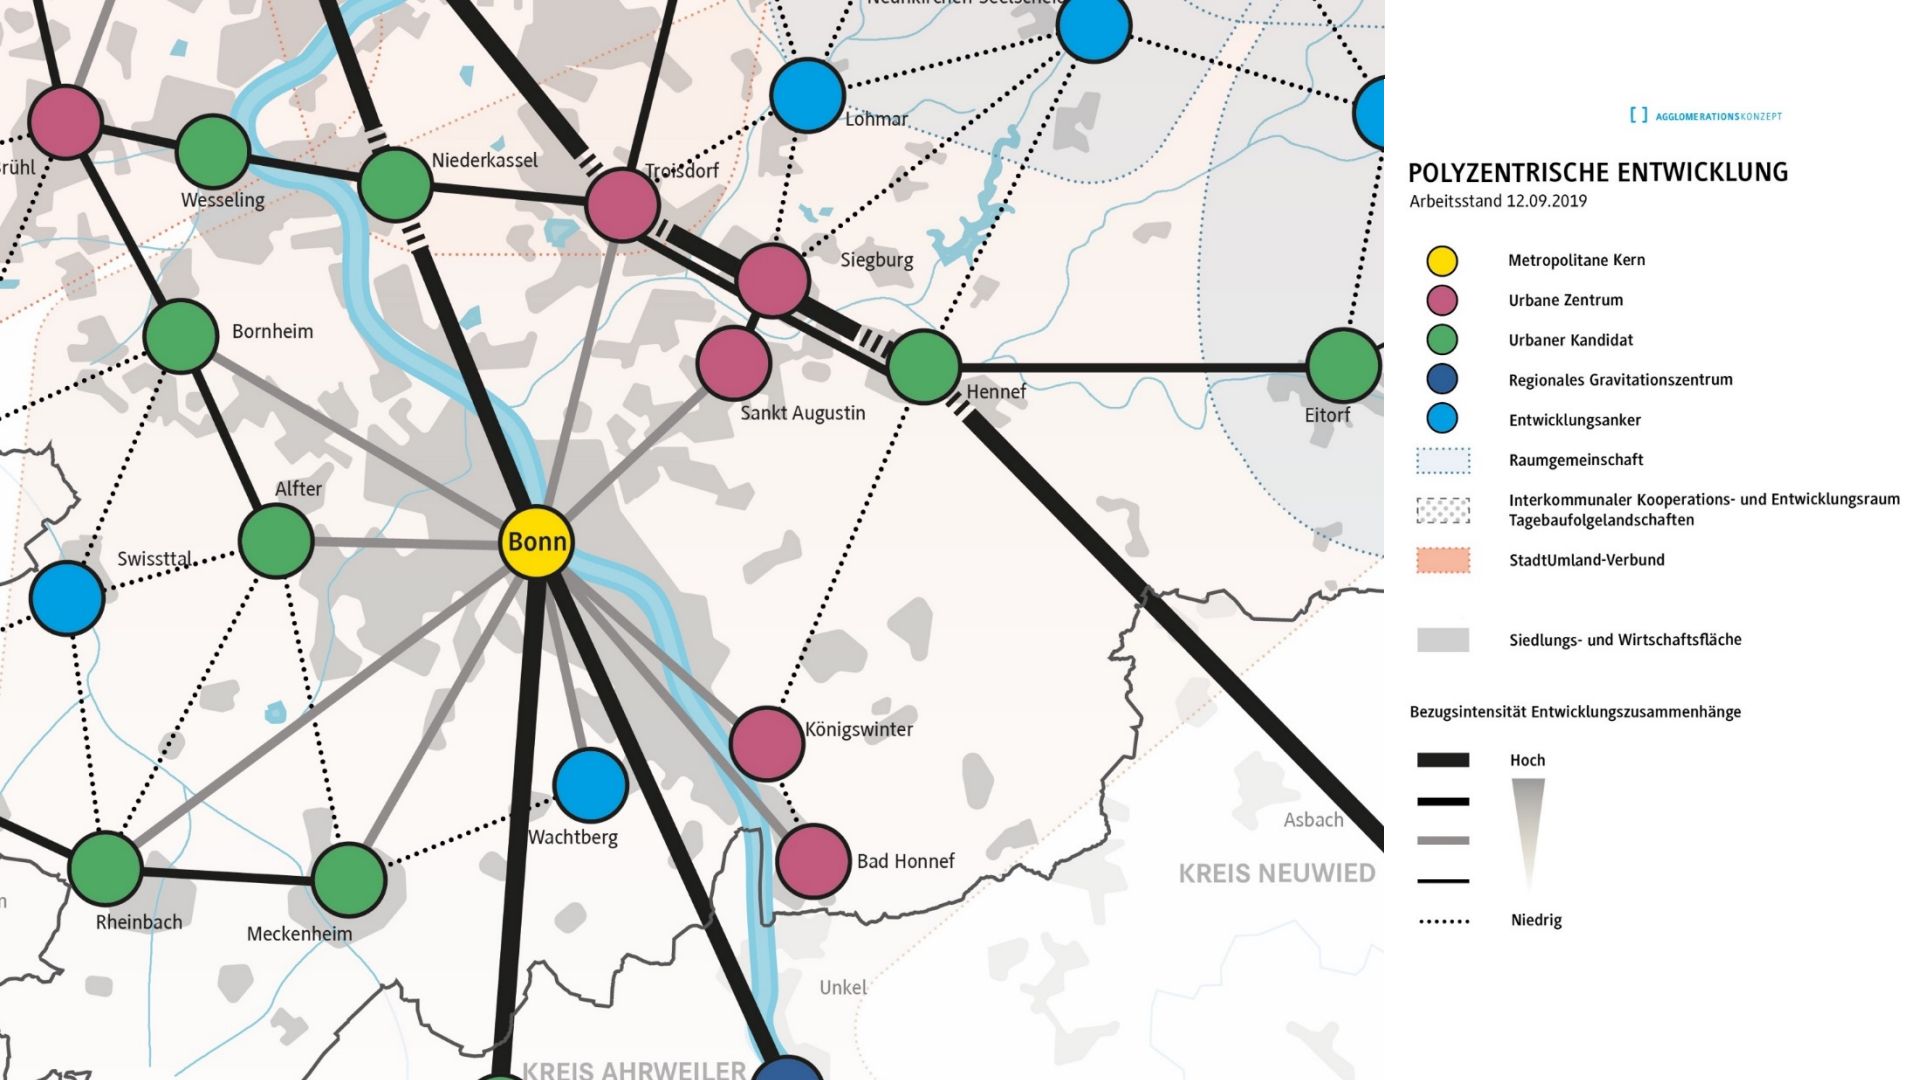 Lohmar
Niederkassel
Troisdorf
Wesseling
Siegburg
Bornheim
Hennef
Sankt Augustin
Eitorf
Alfter
Bonn
Swissttal
Königswinter
Wachtberg
Bad Honnef
Asbach
KREIS NEUWIED
Rheinbach
Meckenheim
Unkel
KREIS AHRWEILER
[ ] AGGLOMERATIONSKONZEPT
POLYZENTRISCHE ENTWICKLUNG
Arbeitsstand 12.09.2019
Metropolitane Kern
Urbane Zentrum
Urbaner Kandidat
Regionales Gravitationszentrum
Entwicklungsanker
Raumgemeinschaft
Interkommunaler Kooperations- und Entwicklungsraum
Tagebaufolgelandschaften
StadtUmland-Verbund
Siedlungs- und Wirtschaftsfläche
Bezugsintensität Entwicklungszusammenhänge
Hoch
Niedrig